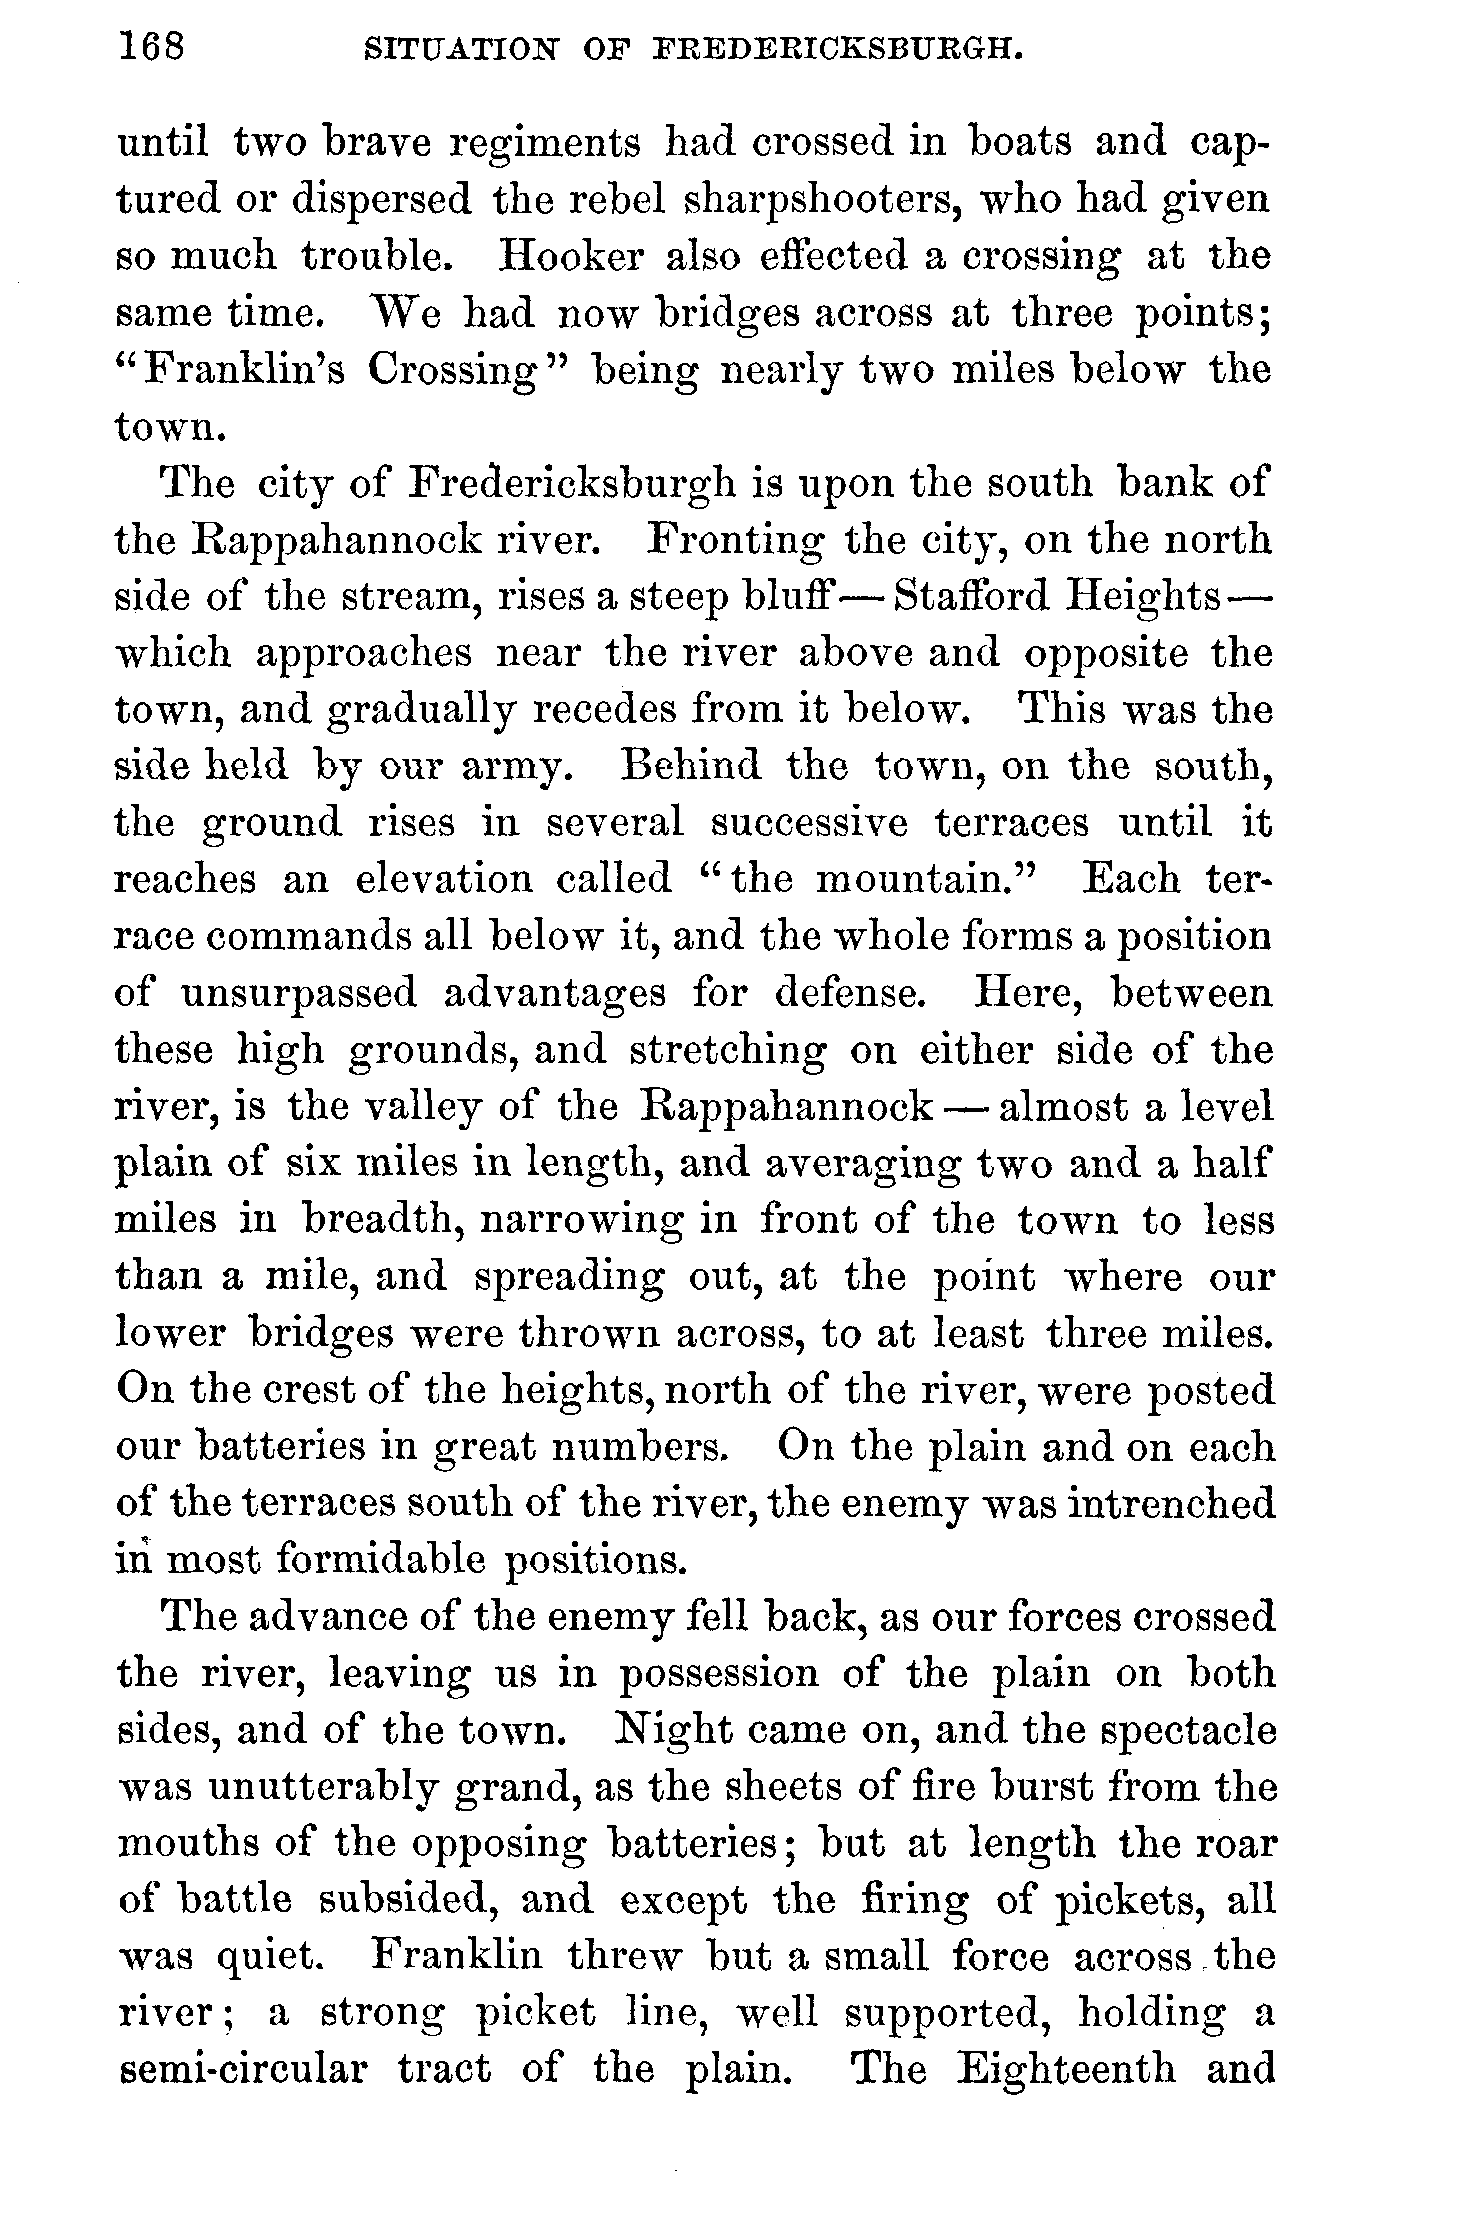 168 SITUATION OF FREDERICKSBURGH.
until two brave regiments had crossed in boats and cap-
tured or dispersed the rebel sharpshooters, who had given
so much trouble. Hooker also effected a crossing at the
same time. We had now bridges across at three points;
“Franklin's Crossing” being nearly two miles below the
town.
The city of Fredericksburgh is upon the south bank of
the Rappahannock river. Fronting the city, on the north
side of the stream, rises a steep bluff—Stafford Heights—
which approaches near the river above and opposite the
town, and gradually recedes from it below. This was the
side held by our army. Behind the town, on the south,
the ground rises in several successive terraces until it
reaches an elevation called “the mountain.” Each ter-
race commands all below it, and the whole forms a position
of unsurpassed advantages for defense. Here, between
these high grounds, and stretching on either side of the
river, is the valley of the Rappahannock — almost a level
plain of six miles in length, and averaging two and a half
miles in breadth, narrowing in front of the town to less
than a mile, and spreading out, at the point where our
lower bridges were thrown across, to at least three miles.
On the crest of the heights, north of the river, were posted
our batteries in great numbers. On the plain and on each
of the terraces south of the river, the enemy was intrenched
in most formidable positions.
The advance of the enemy fell back, as our forces crossed
the river, leaving us in possession of the plain on both
sides, and of the town. Night came on, and the spectacle
was unutterably grand, as the sheets of fire burst from the
mouths of the opposing batteries; but at length the roar
of battle subsided, and except the firing of pickets, all
was quiet. Franklin threw but a small force across the
river; a strong picket line, well supported, holding a
semi-circular tract of the plain. The Eighteenth and